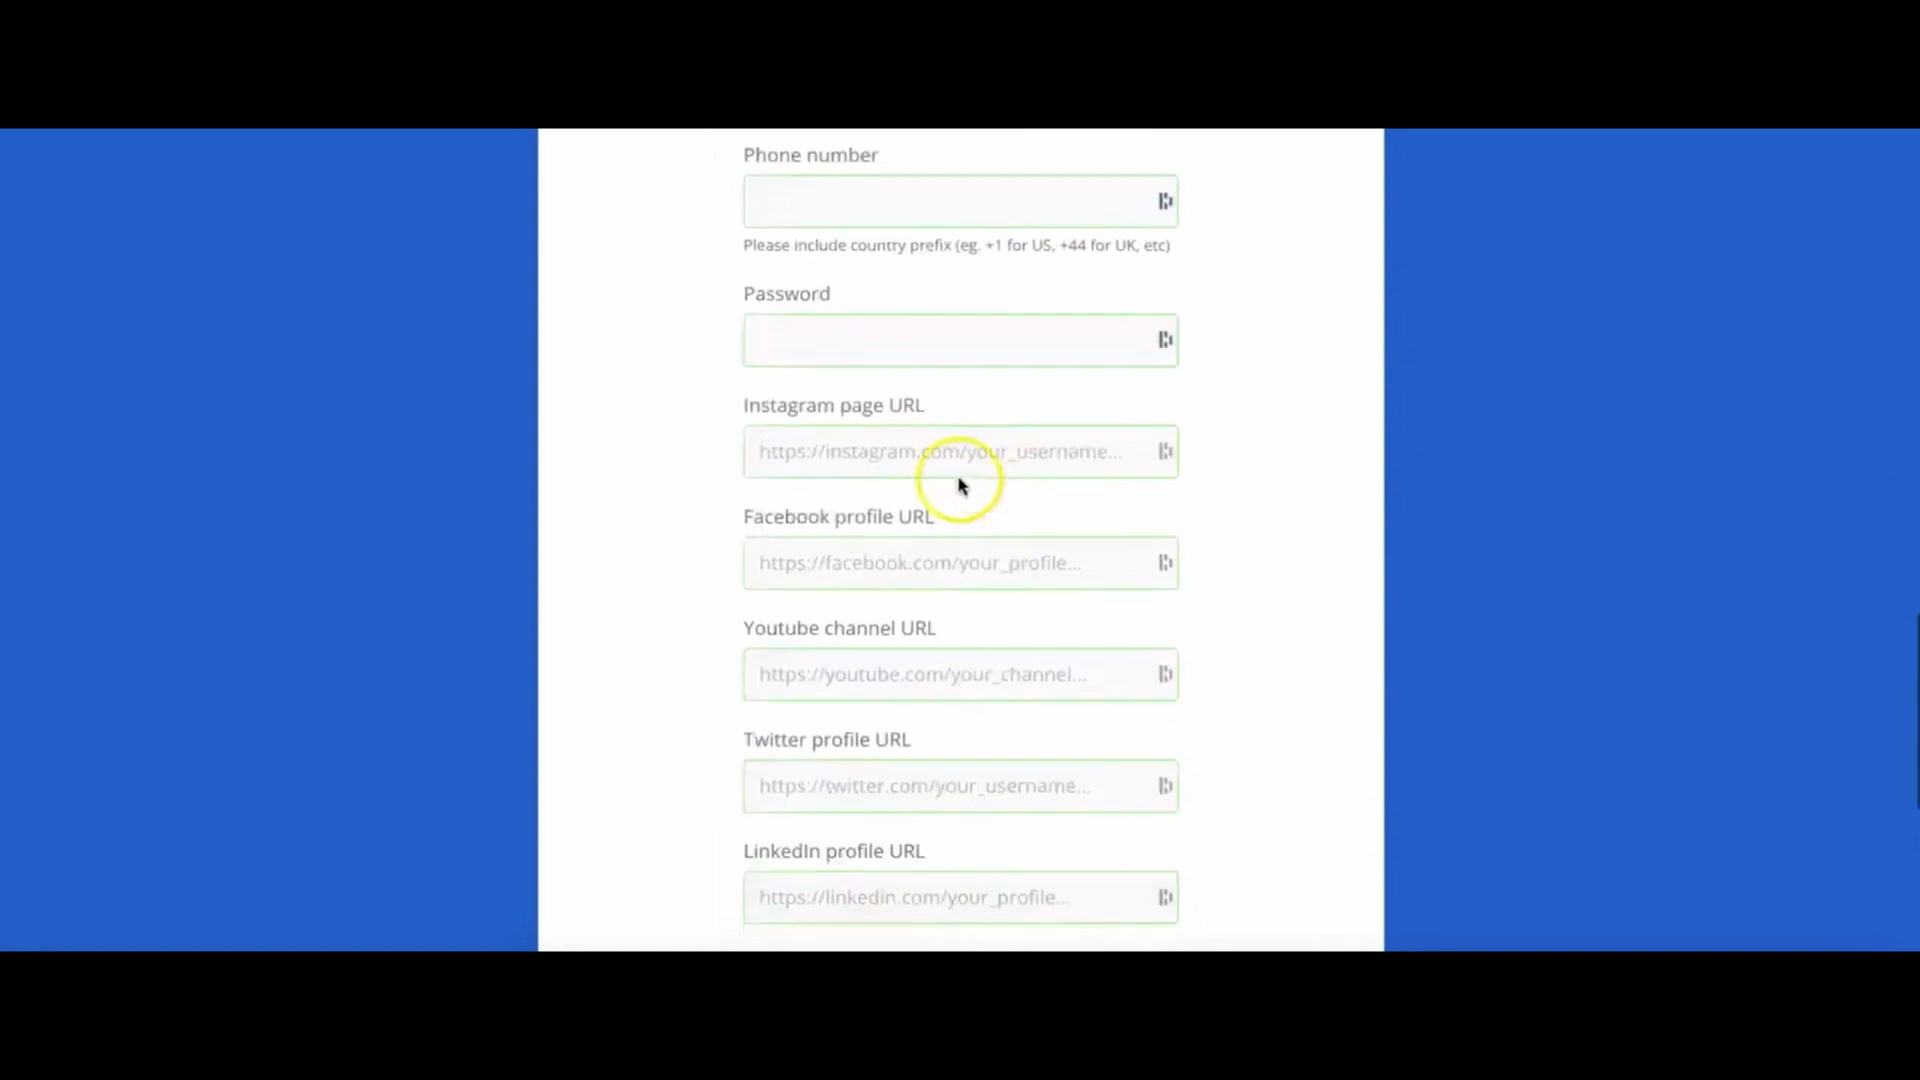 Phone number
Please include country prefix (eg. +1 for US, +44 for UK, etc)
Password
Instagram page URL
https://instagram.com/your_username...
Facebook profile URL
https://facebook.com/your_profile...
Youtube channel URL
https://youtube.com/your_channel...
Twitter profile URL
https://twitter.com/your_username...
LinkedIn profile URL
https://linkedin.com/your_profile...